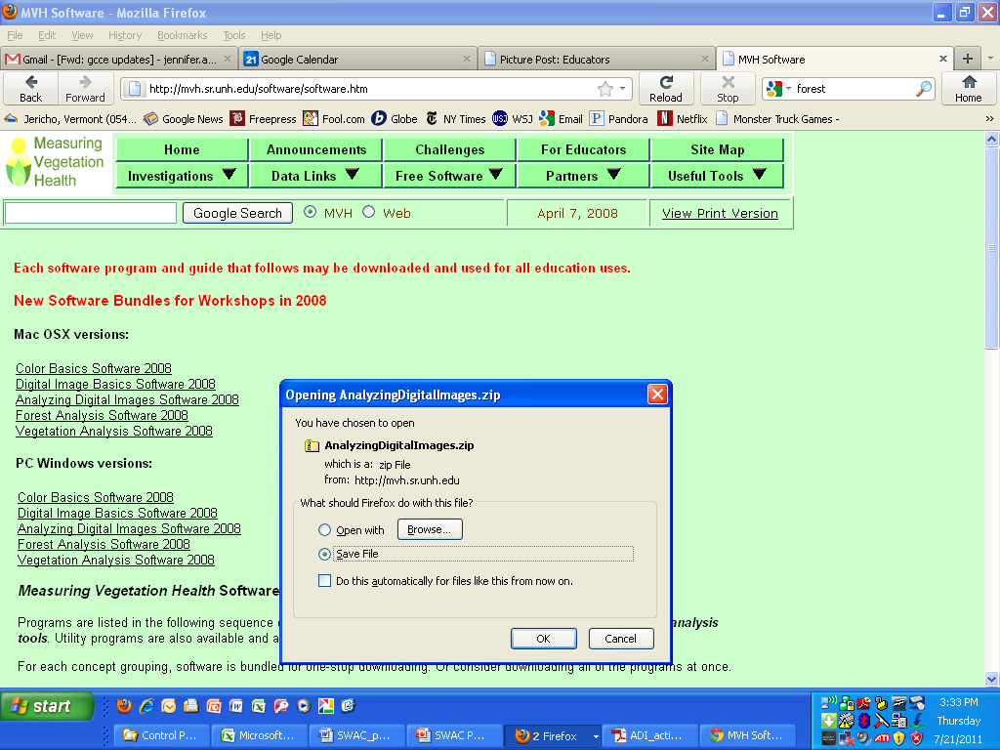 MVH Software - Mozilla Firefox
File Edit View History Bookmarks Tools Help
Gmail - [Fwd: gcce updates] - jennifer.a...
21 Google Calendar
Picture Post: Educators
MVH Software
Back Forward http://mvh.sr.unh.edu/software/software.htm Reload Stop forest Home
Jericho, Vermont (054... Google News Freepress Fool.com Globe NY Times WSJ Email Pandora Netflix Monster Truck Games -
Measuring
Vegetation
Health
Home Announcements Challenges For Educators Site Map
Investigations Data Links Free Software Partners Useful Tools
Google Search MVH Web April 7, 2008 View Print Version
Each software program and guide that follows may be downloaded and used for all education uses.
New Software Bundles for Workshops in 2008
Mac OSX versions:
Color Basics Software 2008
Digital Image Basics Software 2008
Analyzing Digital Images Software 2008
Forest Analysis Software 2008
Vegetation Analysis Software 2008
PC Windows versions:
Color Basics Software 2008
Digital Image Basics Software 2008
Analyzing Digital Images Software 2008
Forest Analysis Software 2008
Vegetation Analysis Software 2008
Measuring Vegetation Health Software
Programs are listed in the following sequence analysis
tools. Utility programs are also available and
For each concept grouping, software is bundled for one-stop downloading. Or consider downloading all of the programs at once.
Opening AnalyzingDigitalImages.zip
You have chosen to open
AnalyzingDigitalImages.zip
which is a: zip File
from: http://mvh.sr.unh.edu
What should Firefox do with this file?
Open with Browse...
Save File
Do this automatically for files like this from now on.
OK Cancel
start
Control P... Microsoft... SWAC_p... SWAC P... 2 Firefox ADI_acti... MVH Soft...
3:33 PM
Thursday
7/21/2011